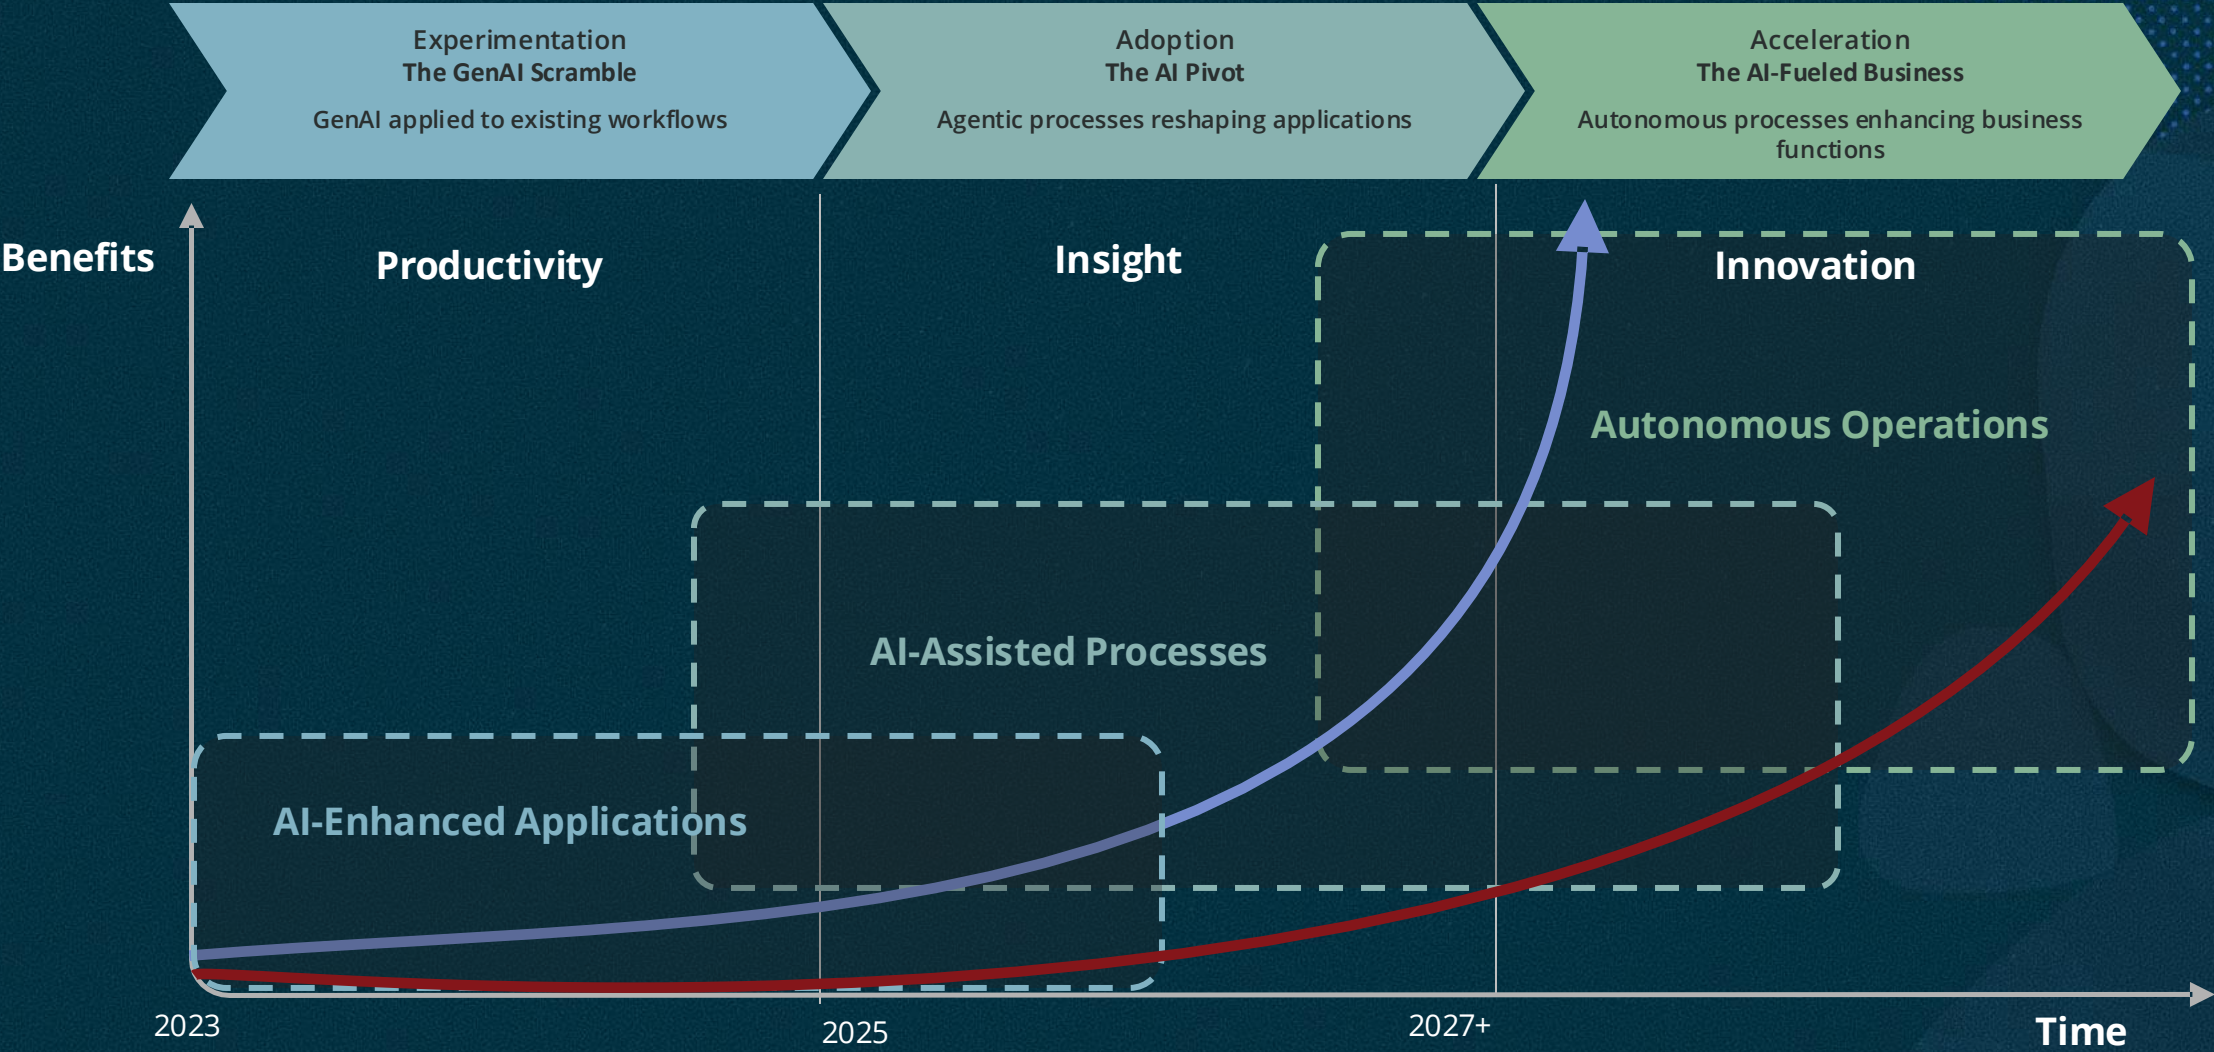 Experimentation
The GenAI Scramble
GenAI applied to existing workflows
Adoption
The AI Pivot
Agentic processes reshaping applications
Acceleration
The AI-Fueled Business
Autonomous processes enhancing business
functions
Benefits
Productivity
Insight
Innovation
Autonomous Operations
AI-Assisted Processes
AI-Enhanced Applications
2023
2025
2027+
Time